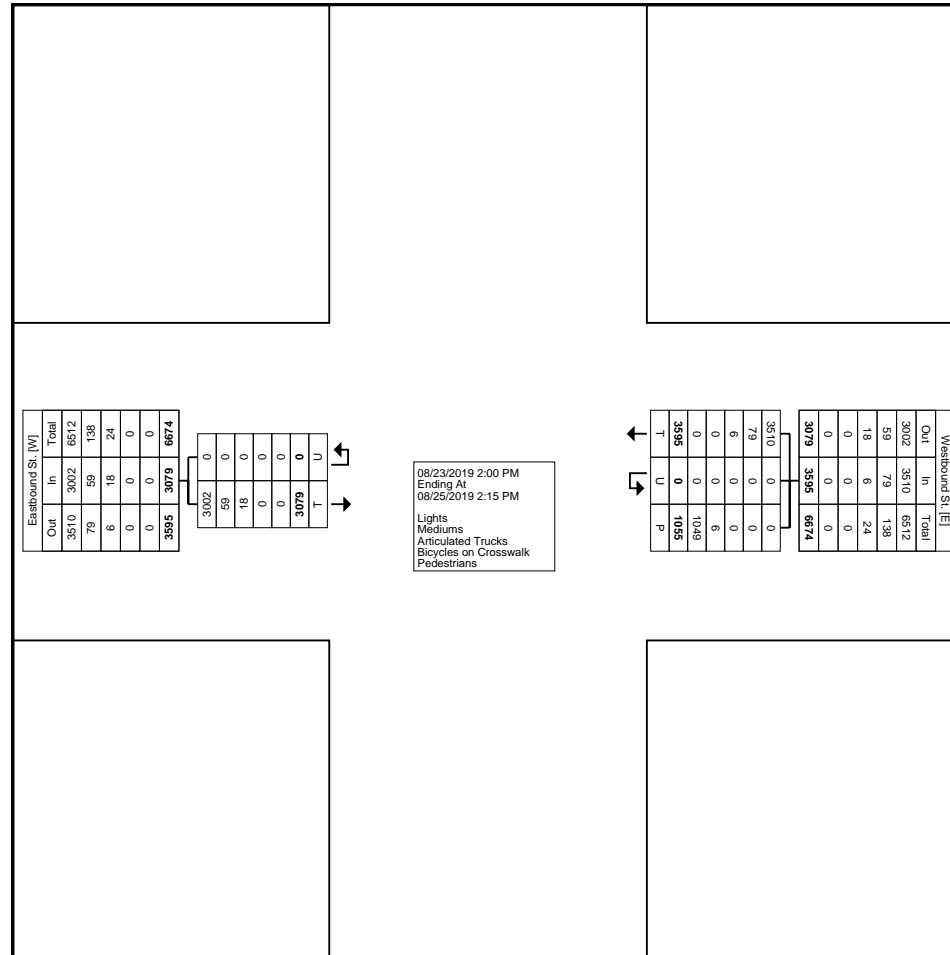 Eastbound St. [W]
Out In Total
3510 3002 6512
79 59 138
6 18 24
0 0 0
0 0 0
3595 3079 6674
3002 0
59 0
18 0
0 0
0 0
3079 0
T U
08/23/2019 2:00 PM
Ending At
08/25/2019 2:15 PM
Lights
Mediums
Articulated Trucks
Bicycles on Crosswalk
Pedestrians
Westbound St. [E]
Out In Total
3002 3510 6512
59 79 138
18 6 24
0 0 0
0 0 0
3079 3595 6674
3510 0 0
79 0 0
6 0 0
0 0 6
0 0 1049
3595 0 1055
T U P